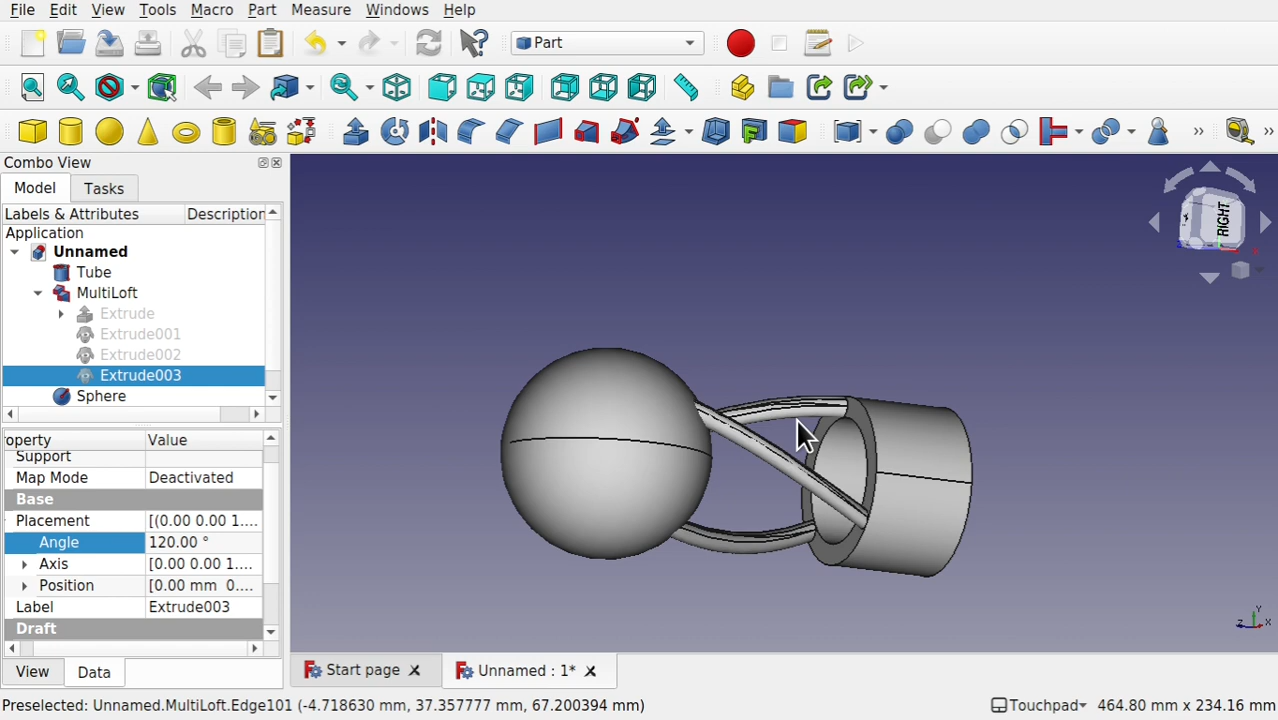 File Edit View Tools Macro Part Measure Windows Help
Part
Combo View
Model Tasks
Labels & Attributes Description
Application
Unnamed
Tube
MultiLoft
Extrude
Extrude001
Extrude002
Extrude003
Sphere
roperty Value
Support
Map Mode Deactivated
Base
Placement [(0.00 0.00 1....
Angle 120.00 °
Axis [0.00 0.00 1....
Position [0.00 mm 0....
Label Extrude003
Draft
View Data
RIGHT
X
Y
Z X
Start page Unnamed : 1*
Preselected: Unnamed.MultiLoft.Edge101 (-4.718630 mm, 37.357777 mm, 67.200394 mm) Touchpad 464.80 mm x 234.16 mm